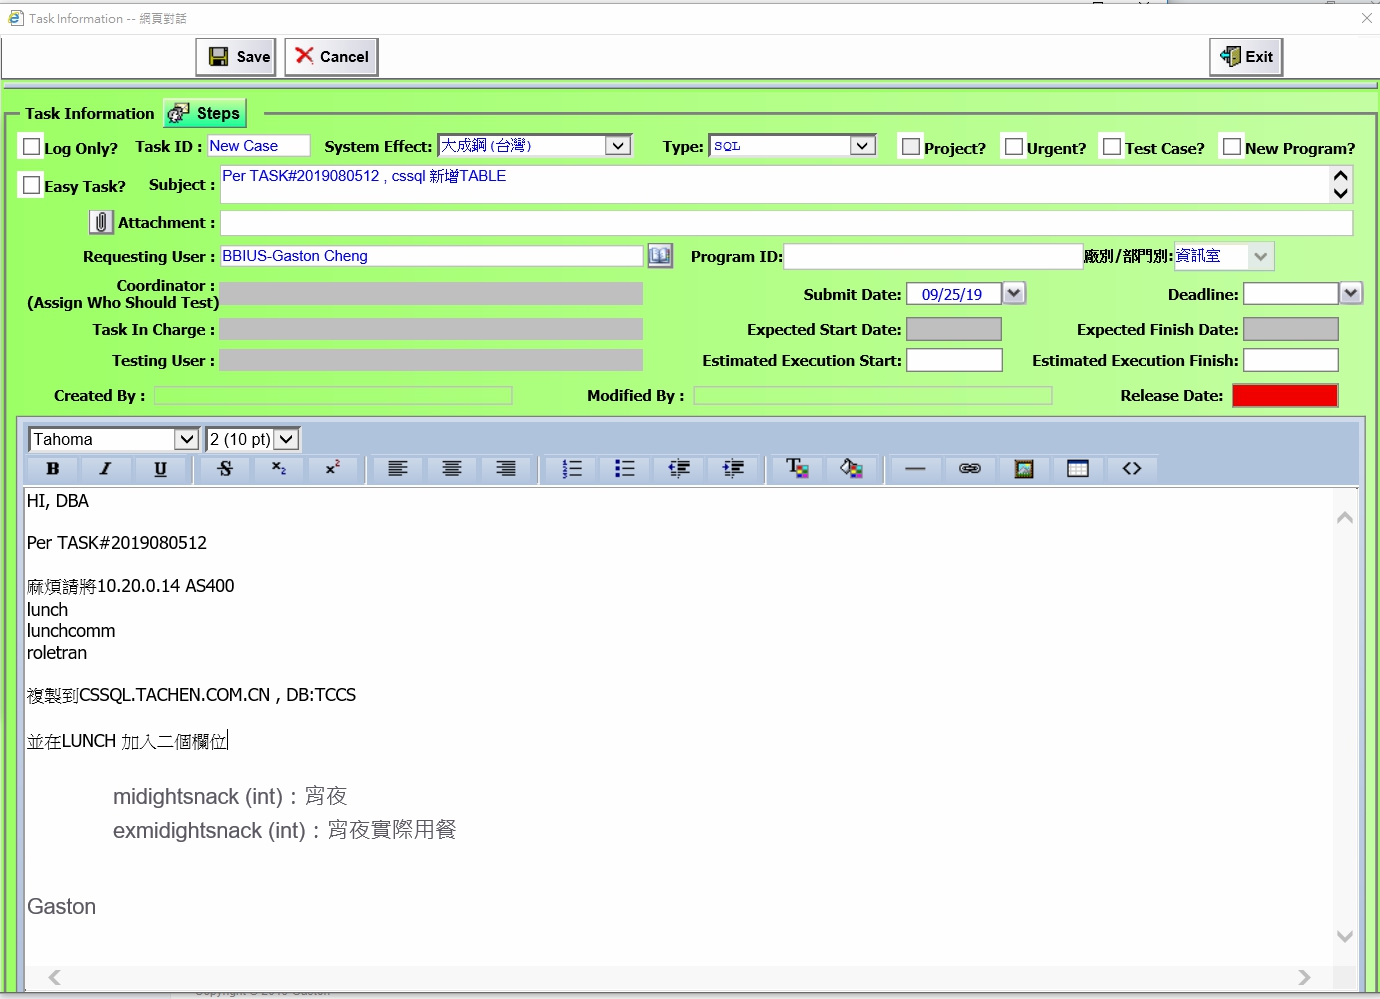 Task Information -- 網頁對話
Save
Cancel
Exit
Task Information
Steps
Log Only?
Task ID :
New Case
System Effect:
大成鋼 (台灣)
Type:
SQL
Project?
Urgent?
Test Case?
New Program?
Easy Task?
Subject :
Per TASK#2019080512 , cssql 新增TABLE
Attachment :
Requesting User :
BBIUS-Gaston Cheng
Program ID:
廠別/部門別:
資訊室
Coordinator :
(Assign Who Should Test)
Submit Date:
09/25/19
Deadline:
Task In Charge :
Expected Start Date:
Expected Finish Date:
Testing User :
Estimated Execution Start:
Estimated Execution Finish:
Created By :
Modified By :
Release Date:
Tahoma
2 (10 pt)
HI, DBA
Per TASK#2019080512
麻煩請將10.20.0.14 AS400
lunch
lunchcomm
roletran
複製到CSSQL.TACHEN.COM.CN , DB:TCCS
並在LUNCH 加入二個欄位
midightsnack (int) : 宵夜
exmidightsnack (int) : 宵夜實際用餐
Gaston